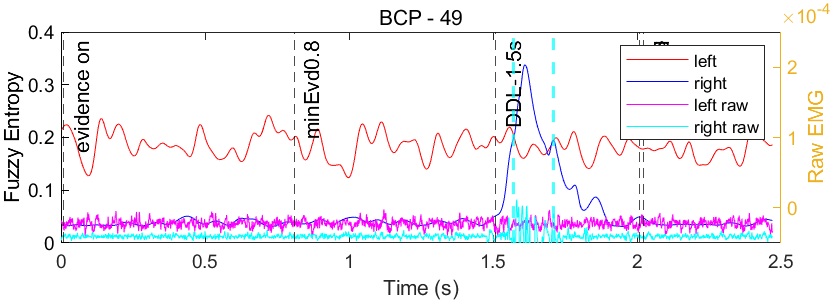 BCP - 49
×10⁻⁴
0.4
0.3
0.2
0.1
0
Fuzzy Entropy
evidence on
minEvd0.8
DDL-1.5s
left
right
left raw
right raw
2
1
0
Raw EMG
0
0.5
1
1.5
2
2.5
Time (s)